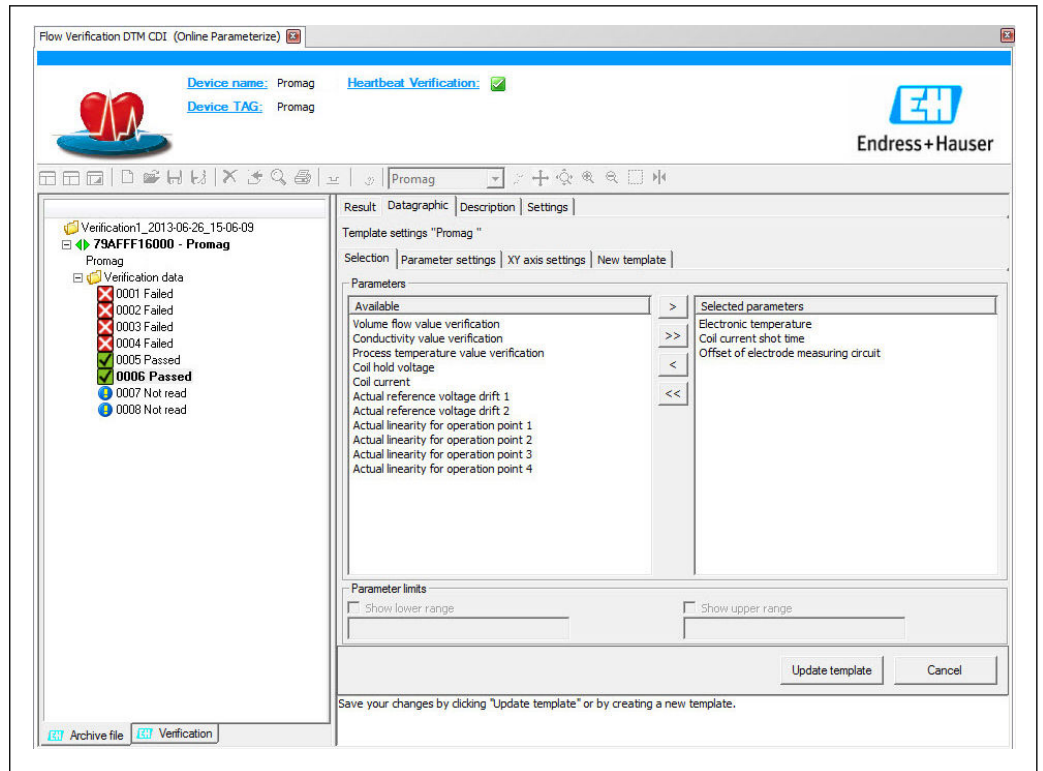 Flow Verification DTM CDI (Online Parameterize)
Device name: Promag Heartbeat Verification:
Device TAG: Promag
Endress+Hauser
Promag
Result Datagraphic Description Settings
Verification1_2013-06-26_15-06-09
79AFFF16000 - Promag
Promag
Verification data
0001 Failed
0002 Failed
0003 Failed
0004 Failed
0005 Passed
0006 Passed
0007 Not read
0008 Not read
Template settings "Promag "
Selection Parameter settings XY axis settings New template
Parameters
Available
Volume flow value verification
Conductivity value verification
Process temperature value verification
Coil hold voltage
Coil current
Actual reference voltage drift 1
Actual reference voltage drift 2
Actual linearity for operation point 1
Actual linearity for operation point 2
Actual linearity for operation point 3
Actual linearity for operation point 4
>
>>
<
<<
Selected parameters
Electronic temperature
Coil current shot time
Offset of electrode measuring circuit
Parameter limits
Show lower range Show upper range
Update template Cancel
Save your changes by clicking "Update template" or by creating a new template.
EH Archive file EH Verification